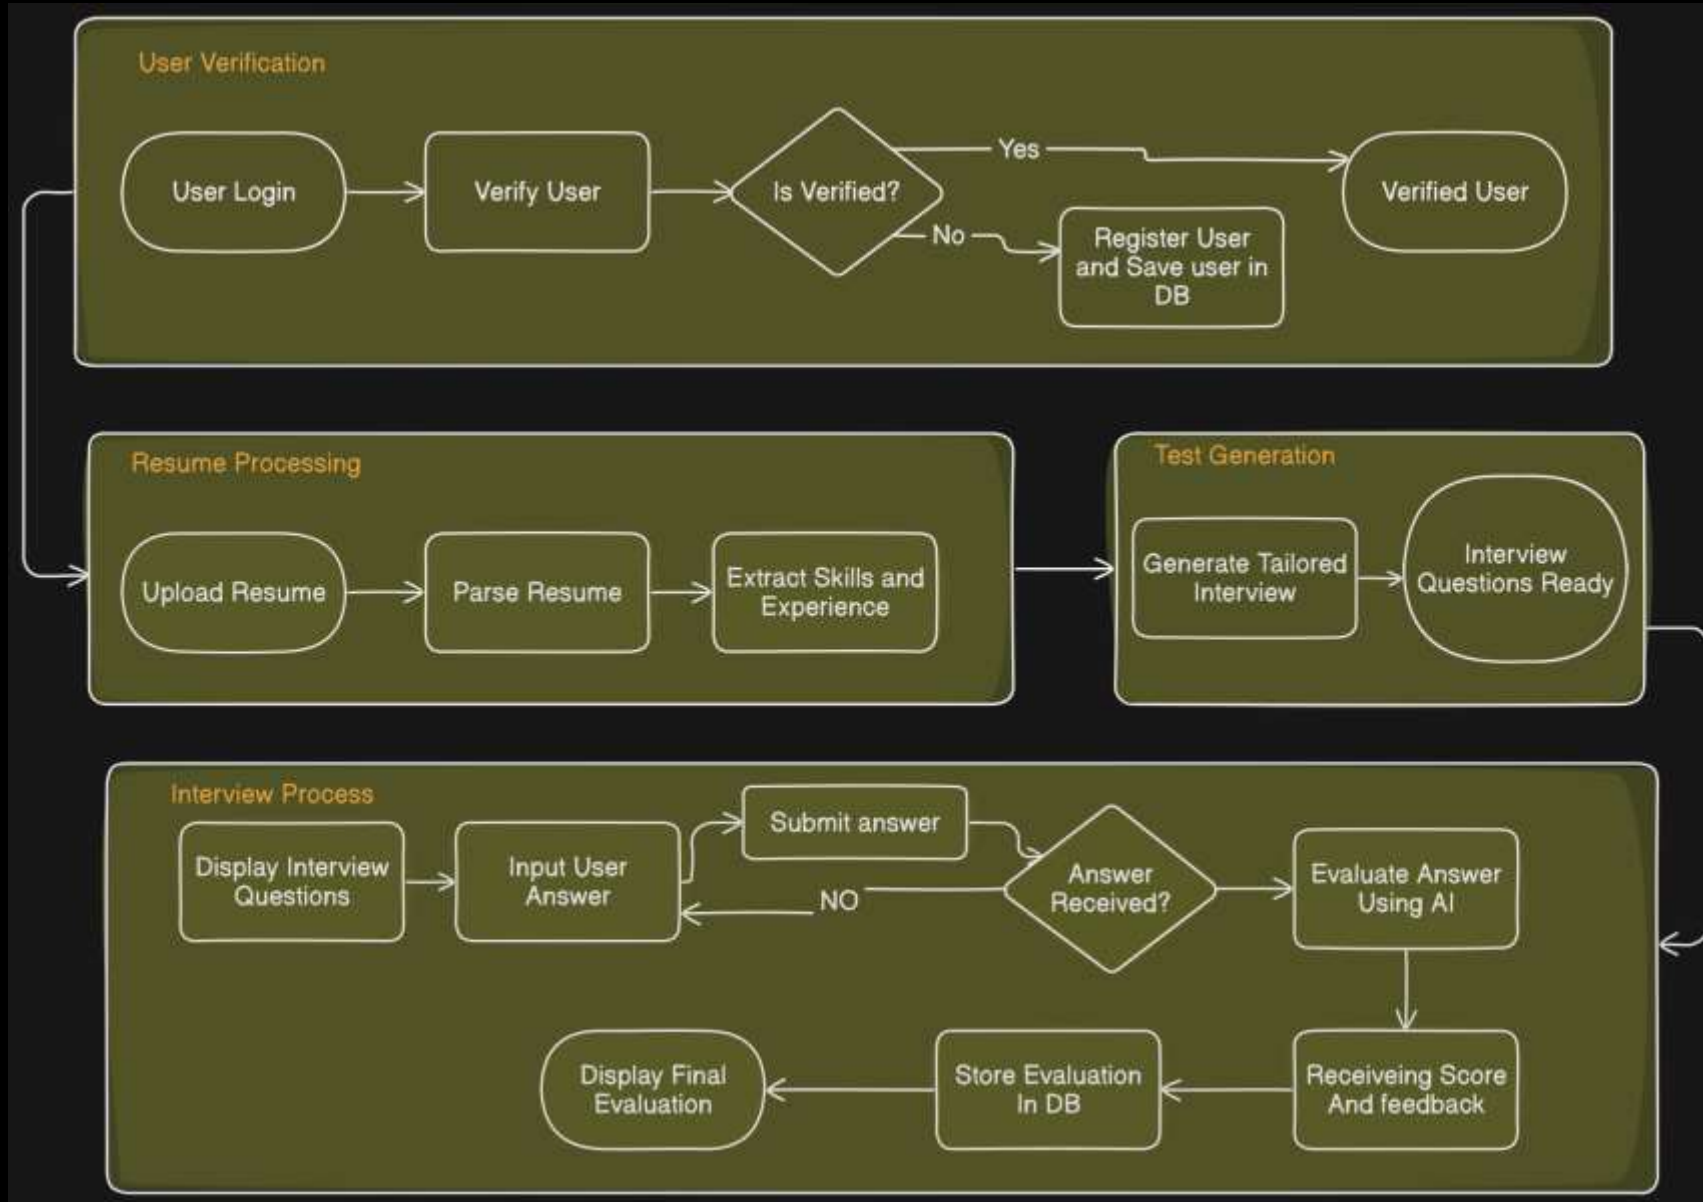 User Verification
User Login
Verify User
Is Verified?
Yes
No
Verified User
Register User
and Save user in
DB
Resume Processing
Upload Resume
Parse Resume
Extract Skills and
Experience
Test Generation
Generate Tailored
Interview
Interview
Questions Ready
Interview Process
Display Interview
Questions
Input User
Answer
Submit answer
NO
Answer
Received?
Evaluate Answer
Using AI
Receiveing Score
And feedback
Store Evaluation
In DB
Display Final
Evaluation